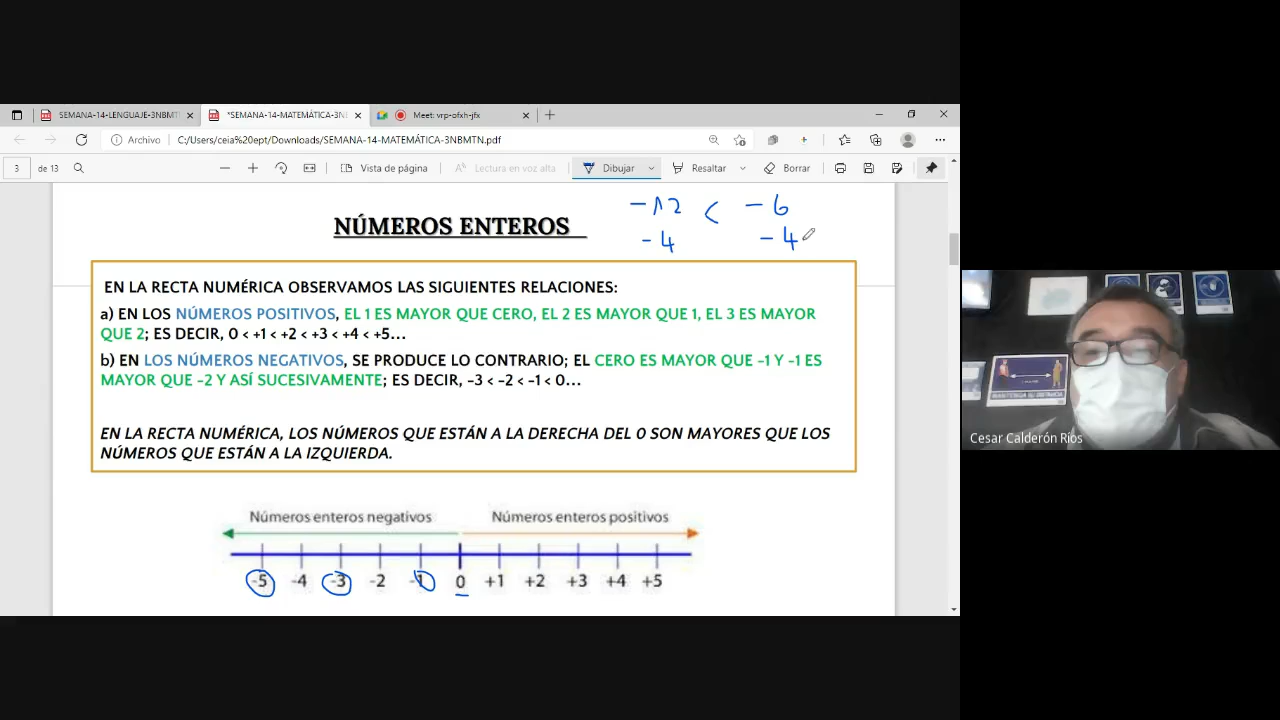 SEMANA-14-LENGUAJE-3NBMT
*SEMANA-14-MATEMÁTICA-3N
Meet: vrp-ofxh-jfx
Archivo
C:/Users/ceia%20ept/Downloads/SEMANA-14-MATEMÁTICA-3NBMTN.pdf
3 de 13
Vista de página
Lectura en voz alta
Dibujar
Resaltar
Borrar
-12 < -6
NÚMEROS ENTEROS
-4 -4
EN LA RECTA NUMÉRICA OBSERVAMOS LAS SIGUIENTES RELACIONES:
a) EN LOS NÚMEROS POSITIVOS, EL 1 ES MAYOR QUE CERO, EL 2 ES MAYOR QUE 1, EL 3 ES MAYOR
QUE 2; ES DECIR, 0 < +1 < +2 < +3 < +4 < +5...
b) EN LOS NÚMEROS NEGATIVOS, SE PRODUCE LO CONTRARIO; EL CERO ES MAYOR QUE -1 Y -1 ES
MAYOR QUE -2 Y ASÍ SUCESIVAMENTE; ES DECIR, -3 < -2 < -1 < 0...
EN LA RECTA NUMÉRICA, LOS NÚMEROS QUE ESTÁN A LA DERECHA DEL 0 SON MAYORES QUE LOS
NÚMEROS QUE ESTÁN A LA IZQUIERDA.
Números enteros negativos Números enteros positivos
-5 -4 -3 -2 -1 0 +1 +2 +3 +4 +5
MANTENGA SU DISTANCIA
Cesar Calderón Ríos